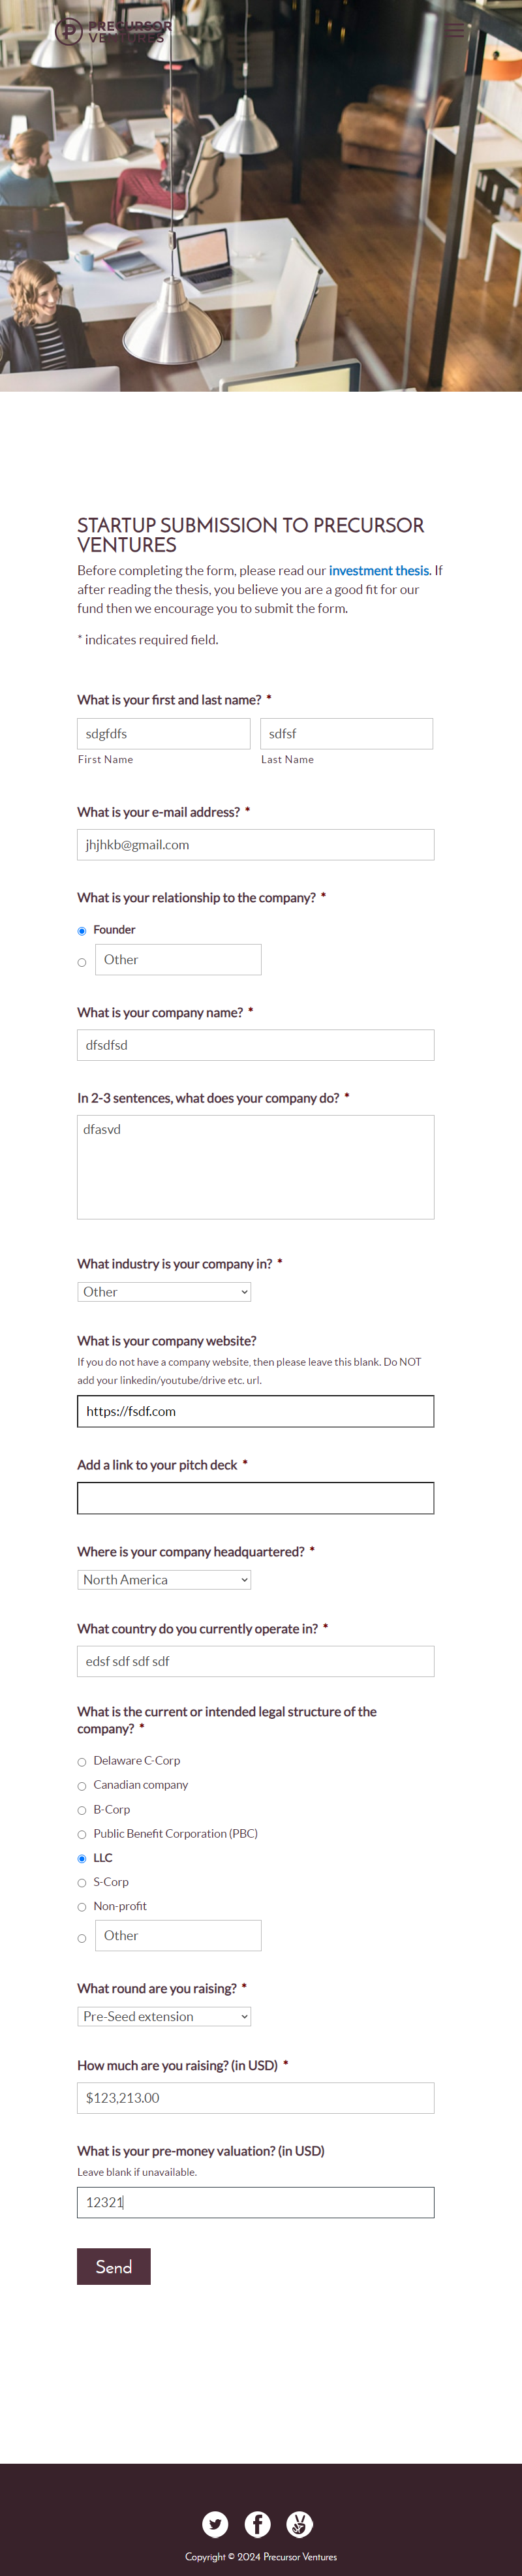 PRECURSOR
VENTURES
STARTUP SUBMISSION TO PRECURSOR
VENTURES
Before completing the form, please read our investment thesis. If
after reading the thesis, you believe you are a good fit for our
fund then we encourage you to submit the form.
* indicates required field.
What is your first and last name? *
sdgfdfs sdfsf
First Name Last Name
What is your e-mail address? *
jhjhkb@gmail.com
What is your relationship to the company? *
Founder
Other
What is your company name? *
dfsdfsd
In 2-3 sentences, what does your company do? *
dfasvd
What industry is your company in? *
Other
What is your company website?
If you do not have a company website, then please leave this blank. Do NOT
add your linkedin/youtube/drive etc. url.
https://fsdf.com
Add a link to your pitch deck *
Where is your company headquartered? *
North America
What country do you currently operate in? *
edsf sdf sdf sdf
What is the current or intended legal structure of the
company? *
Delaware C-Corp
Canadian company
B-Corp
Public Benefit Corporation (PBC)
LLC
S-Corp
Non-profit
Other
What round are you raising? *
Pre-Seed extension
How much are you raising? (in USD) *
$123,213.00
What is your pre-money valuation? (in USD)
Leave blank if unavailable.
12321
Send
Copyright © 2024 Precursor Ventures